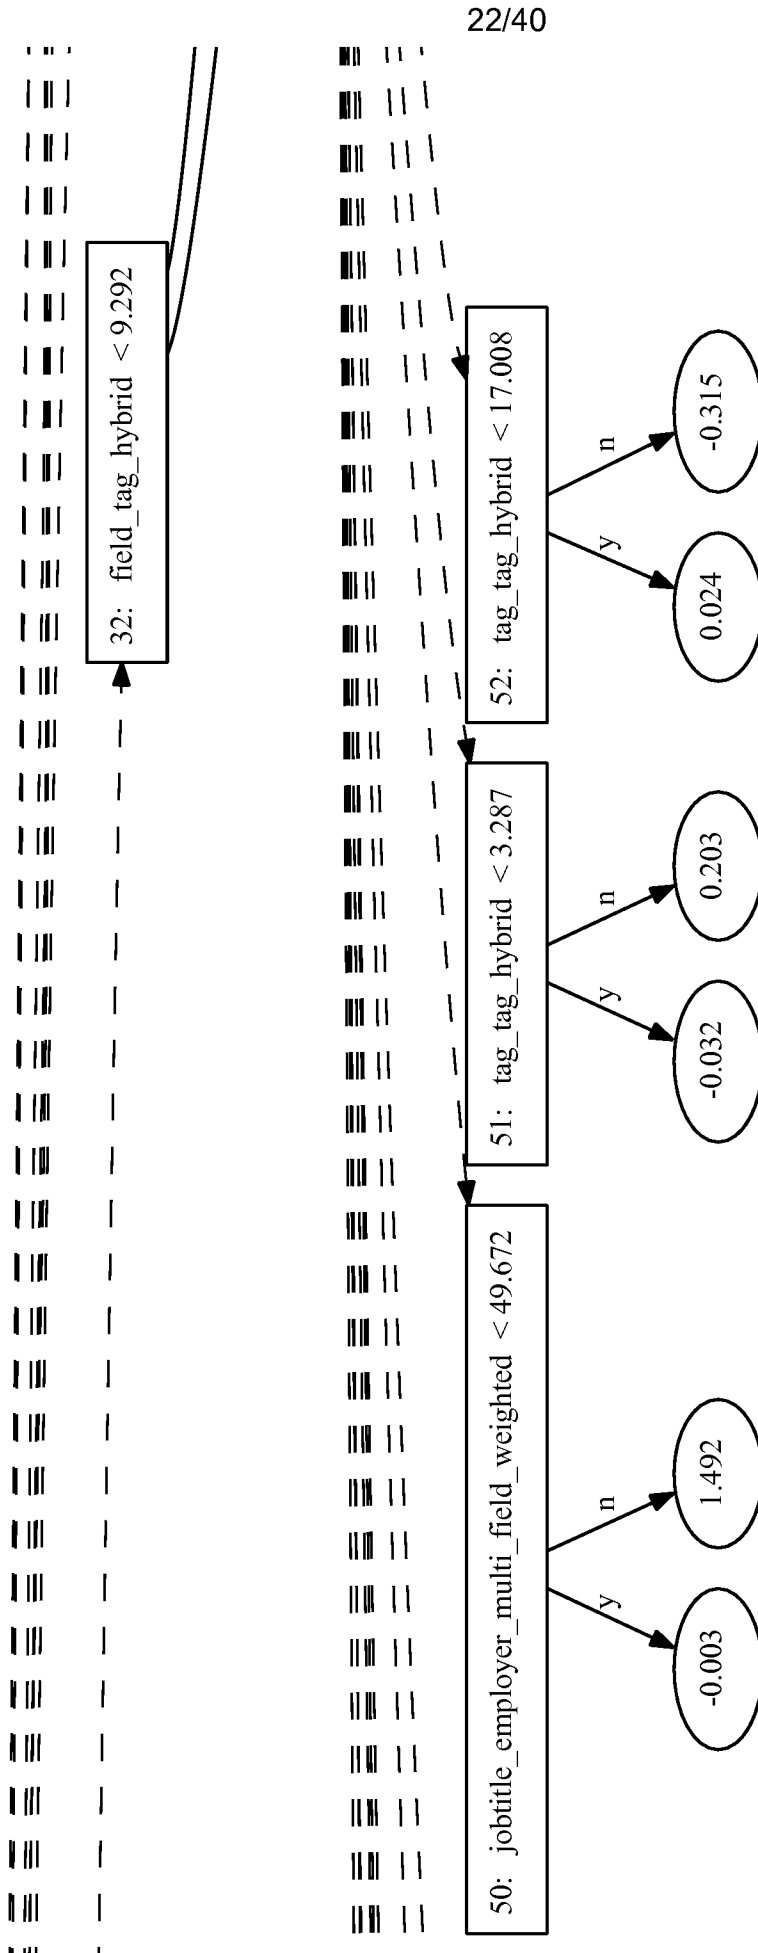 22/40
32: field_tag_hybrid < 9.292
52: tag_tag_hybrid < 17.008
y
n
0.024
-0.315
51: tag_tag_hybrid < 3.287
y
n
-0.032
0.203
50: jobtitle_employer_multi_field_weighted < 49.672
y
n
-0.003
1.492